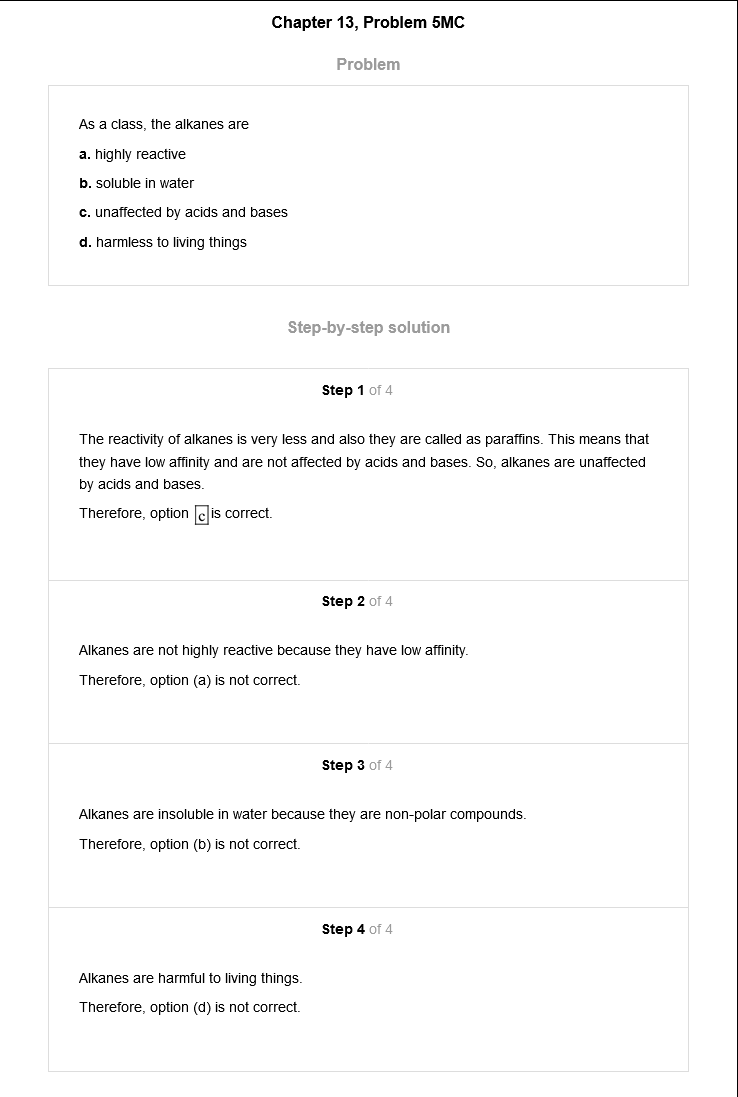 Chapter 13, Problem 5MC
Problem
As a class, the alkanes are
a. highly reactive
b. soluble in water
c. unaffected by acids and bases
d. harmless to living things
Step-by-step solution
Step 1 of 4
The reactivity of alkanes is very less and also they are called as paraffins. This means that
they have low affinity and are not affected by acids and bases. So, alkanes are unaffected
by acids and bases.
Therefore, option c is correct.
Step 2 of 4
Alkanes are not highly reactive because they have low affinity.
Therefore, option (a) is not correct.
Step 3 of 4
Alkanes are insoluble in water because they are non-polar compounds.
Therefore, option (b) is not correct.
Step 4 of 4
Alkanes are harmful to living things.
Therefore, option (d) is not correct.